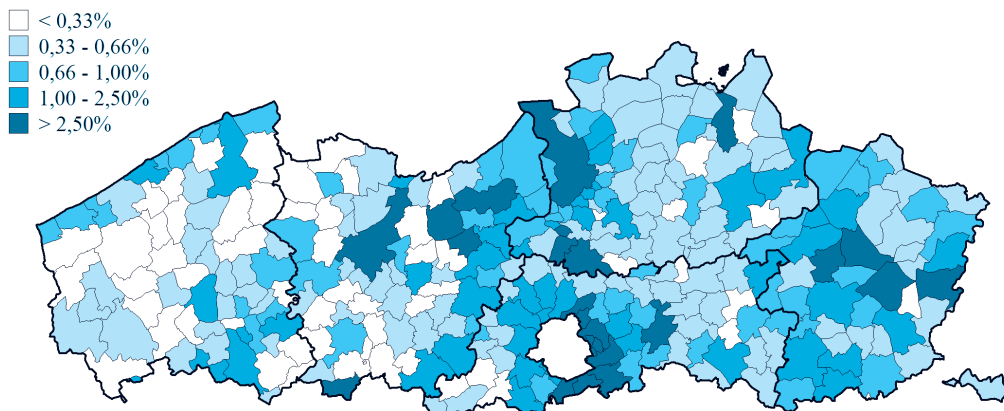 < 0,33%
0,33 - 0,66%
0,66 - 1,00%
1,00 - 2,50%
> 2,50%